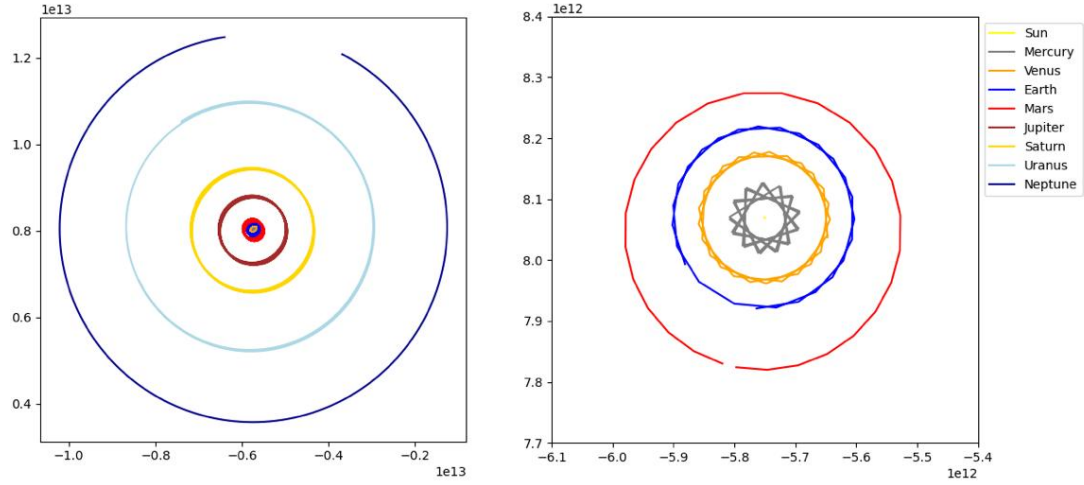 1e13
1.2
1.0
0.8
0.6
0.4
−1.0 −0.8 −0.6 −0.4 −0.2
1e13
1e12
8.4
8.3
8.2
8.1
8.0
7.9
7.8
7.7
−6.1 −6.0 −5.9 −5.8 −5.7 −5.6 −5.5 −5.4
1e12
Sun
Mercury
Venus
Earth
Mars
Jupiter
Saturn
Uranus
Neptune